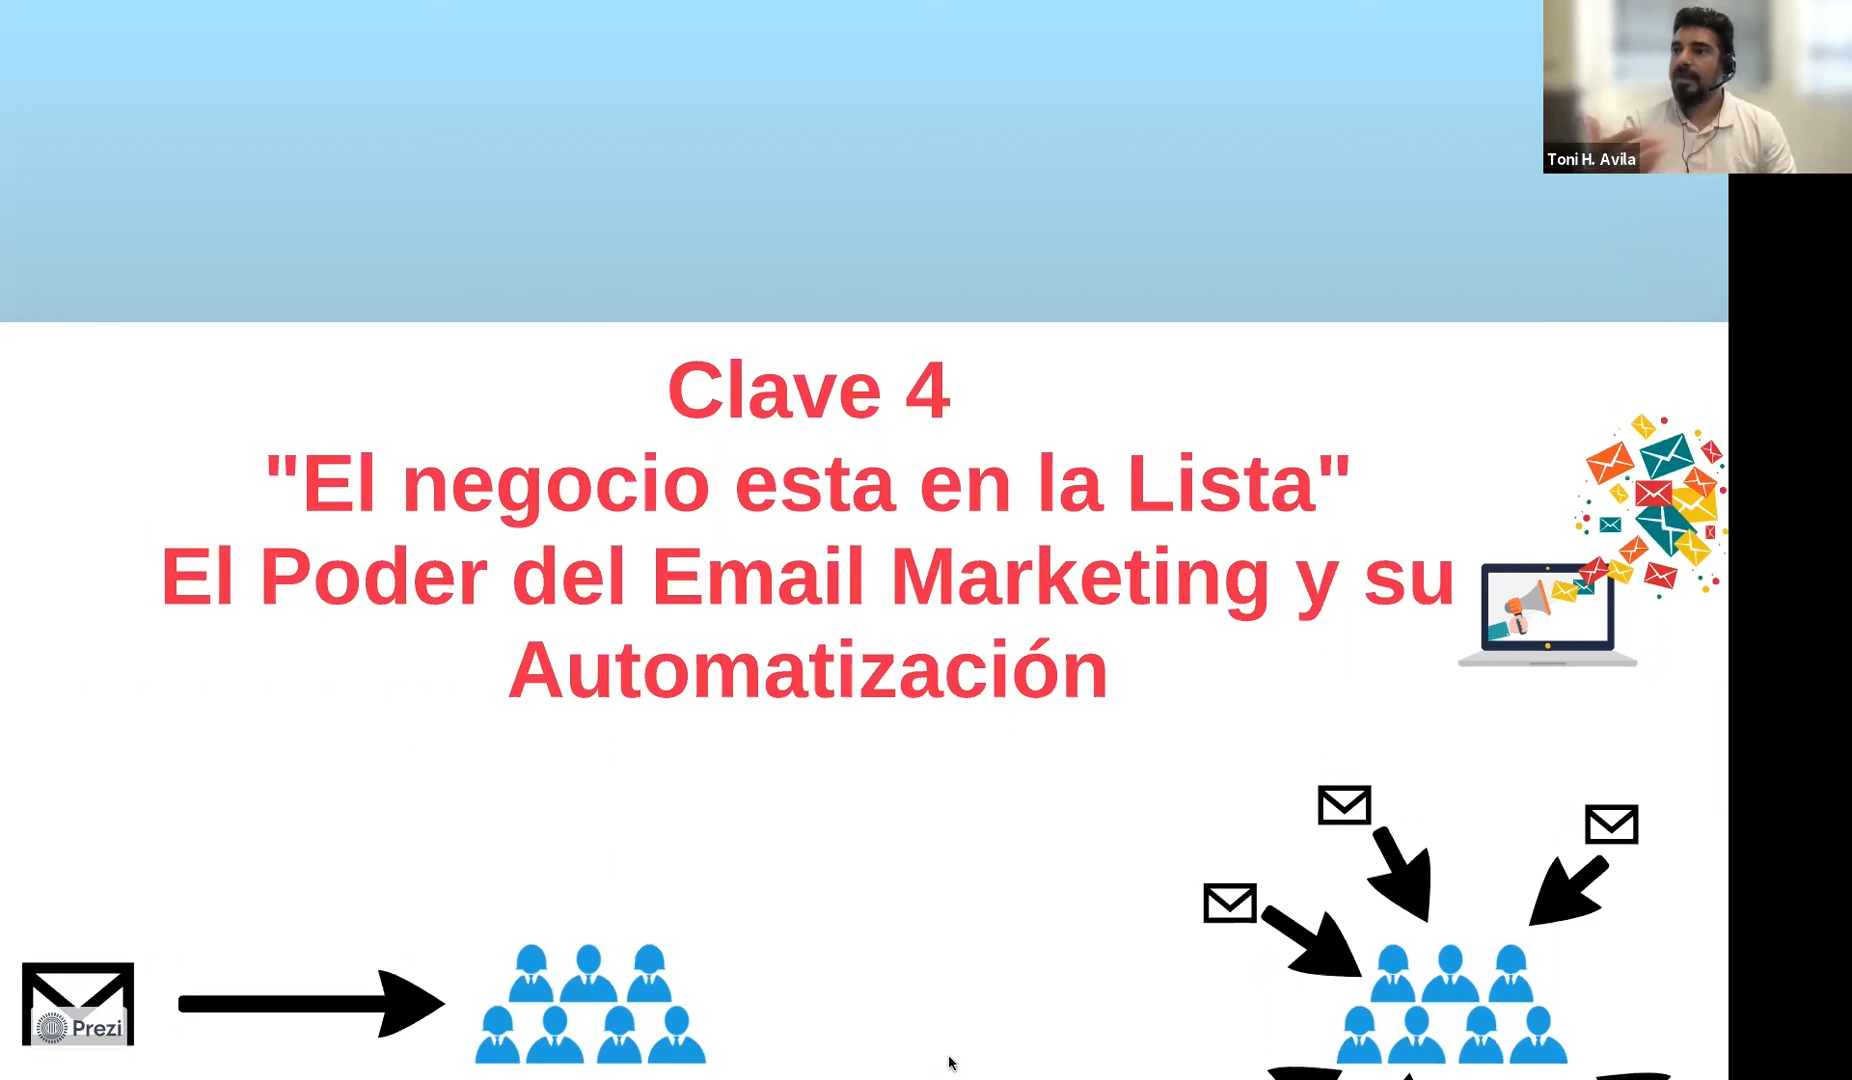 Toni H. Avila
Clave 4
"El negocio esta en la Lista"
El Poder del Email Marketing y su
Automatización
Prezi